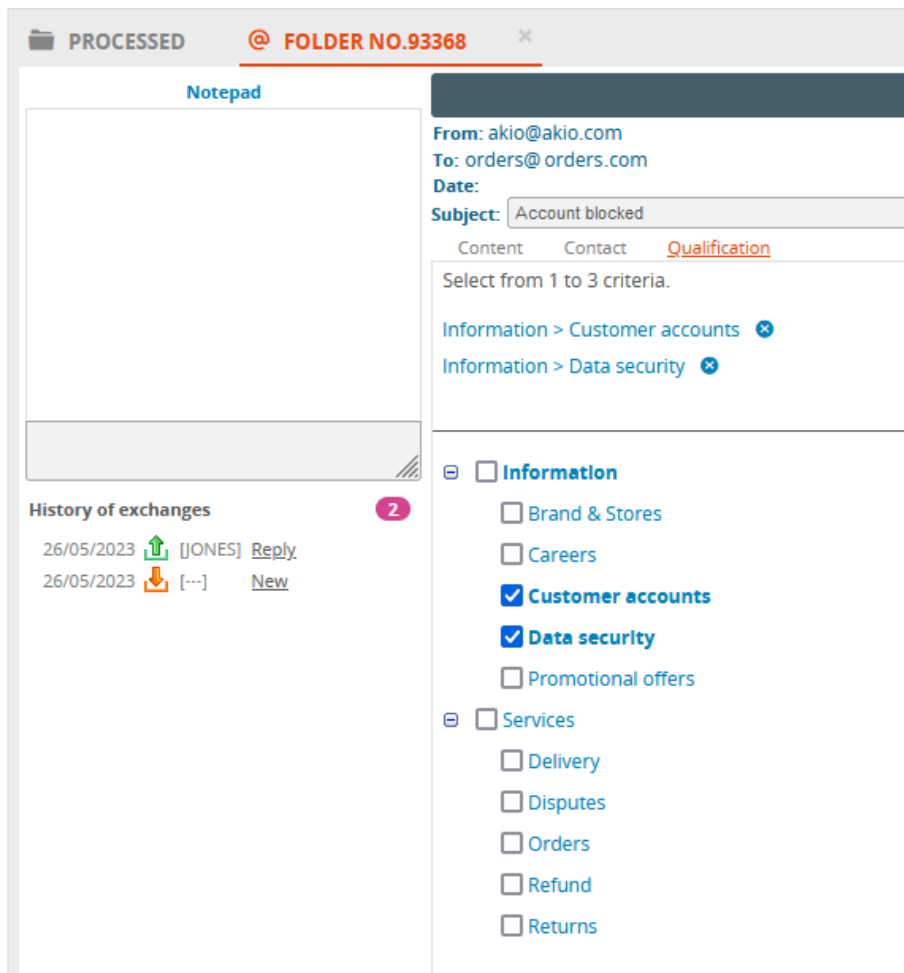 PROCESSED
@ FOLDER NO.93368 ×
Notepad
From: akio@akio.com
To: orders@orders.com
Date:
Subject: Account blocked
Content Contact Qualification
Select from 1 to 3 criteria.
Information > Customer accounts
Information > Data security
History of exchanges 2
26/05/2023 [JONES] Reply
26/05/2023 [---] New
Information
Brand & Stores
Careers
Customer accounts
Data security
Promotional offers
Services
Delivery
Disputes
Orders
Refund
Returns